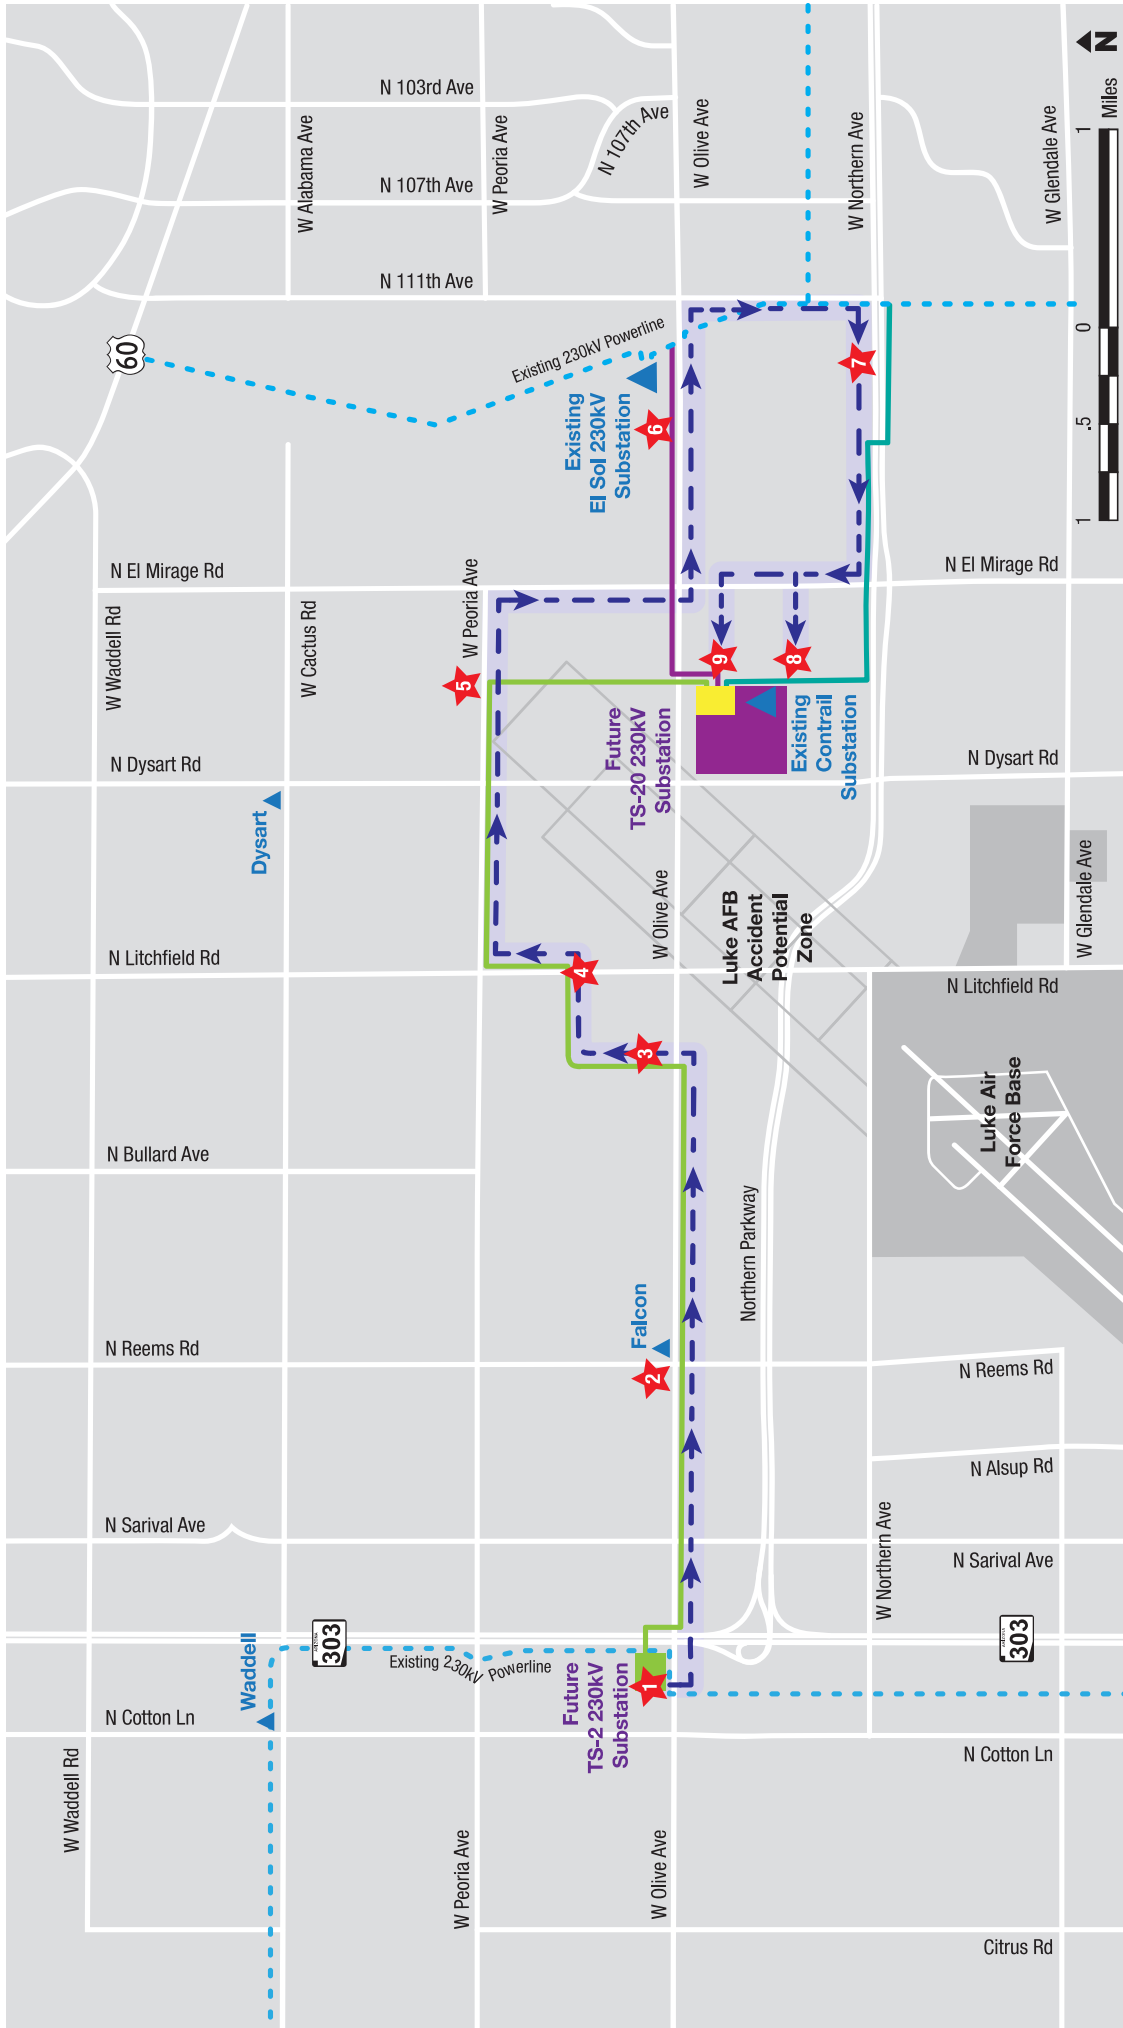 60
N 103rd Ave
N 107th Ave
N 107th Ave
N 111th Ave
W Alabama Ave
W Peoria Ave
W Olive Ave
W Northern Ave
W Glendale Ave
N
Miles
1
0
.5
1
Existing 230kV Powerline
Existing
El Sol 230kV
Substation
6
7
N El Mirage Rd
N El Mirage Rd
W Waddell Rd
W Cactus Rd
W Peoria Ave
5
9
8
Future
TS-20 230kV
Substation
Existing
Contrail
Substation
N Dysart Rd
N Dysart Rd
Dysart
W Olive Ave
Luke AFB
Accident
Potential
Zone
W Glendale Ave
N Litchfield Rd
N Litchfield Rd
4
3
Luke Air
Force Base
N Bullard Ave
Northern Parkway
Falcon
2
N Reems Rd
N Reems Rd
N Alsup Rd
N Sarival Ave
N Sarival Ave
W Northern Ave
ARIZONA
303
303
Waddell
Existing 230kV Powerline
Future
TS-2 230kV
Substation
1
N Cotton Ln
N Cotton Ln
W Waddell Rd
W Peoria Ave
W Olive Ave
Citrus Rd